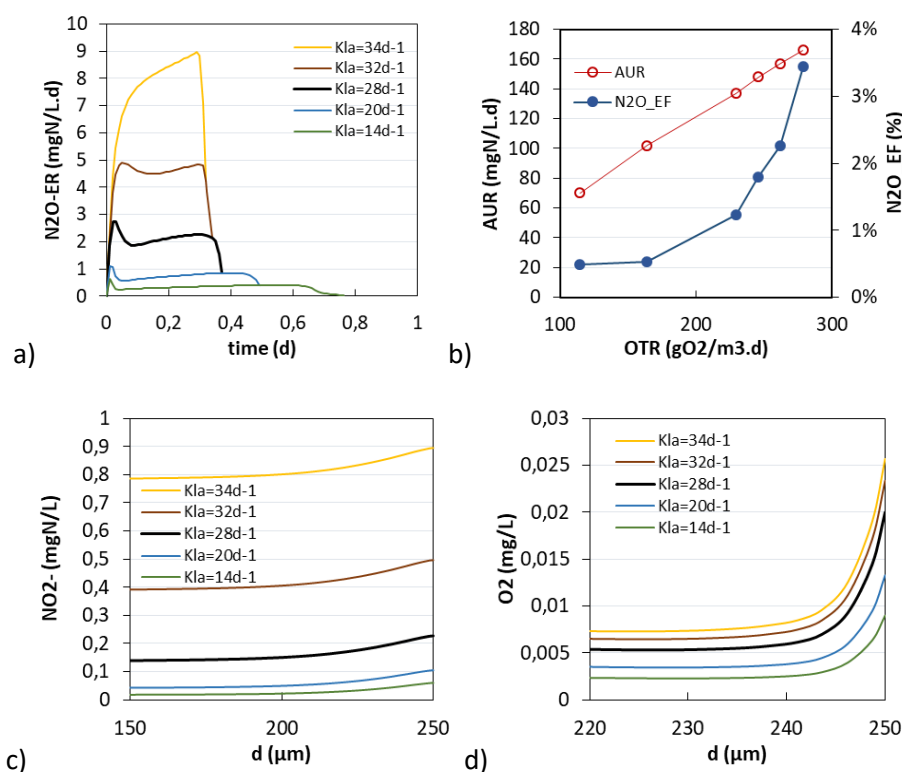 a)
N2O-ER (mgN/L.d)
10
9
8
7
6
5
4
3
2
1
0
Kla=34d-1
Kla=32d-1
Kla=28d-1
Kla=20d-1
Kla=14d-1
0 0,2 0,4 0,6 0,8 1
time (d)
b)
AUR (mgN/L.d)
180
160
140
120
100
80
60
40
20
0
AUR
N2O_EF
4%
3%
2%
1%
0%
N2O EF (%)
100 200 300
OTR (gO2/m3.d)
c)
NO2- (mgN/L)
1
0,9
0,8
0,7
0,6
0,5
0,4
0,3
0,2
0,1
0
Kla=34d-1
Kla=32d-1
Kla=28d-1
Kla=20d-1
Kla=14d-1
150 200 250
d (µm)
d)
O2 (mg/L)
0,03
0,025
0,02
0,015
0,01
0,005
0
Kla=34d-1
Kla=32d-1
Kla=28d-1
Kla=20d-1
Kla=14d-1
220 230 240 250
d (µm)